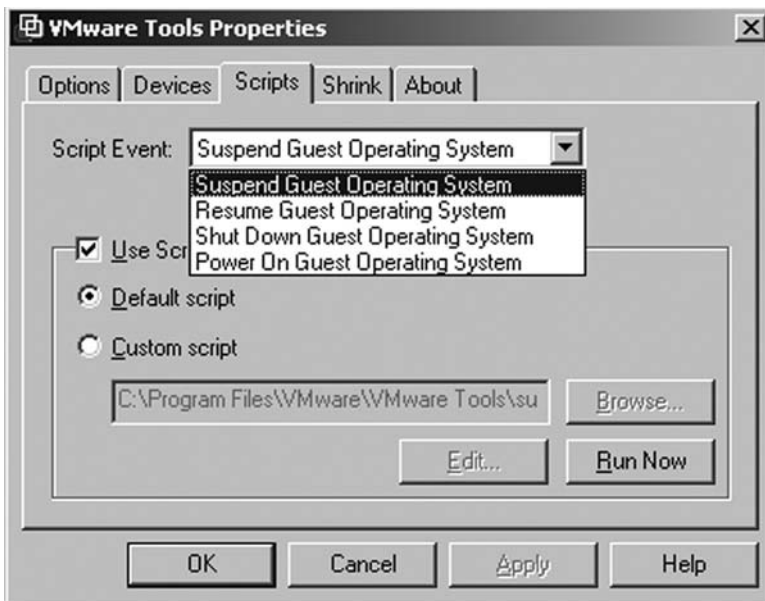 VMware Tools Properties
Options Devices Scripts Shrink About
Script Event: Suspend Guest Operating System
Suspend Guest Operating System
Resume Guest Operating System
Shut Down Guest Operating System
Power On Guest Operating System
Use Scr
Default script
Custom script
C:\Program Files\VMware\VMware Tools\su Browse...
Edit... Run Now
OK Cancel Apply Help